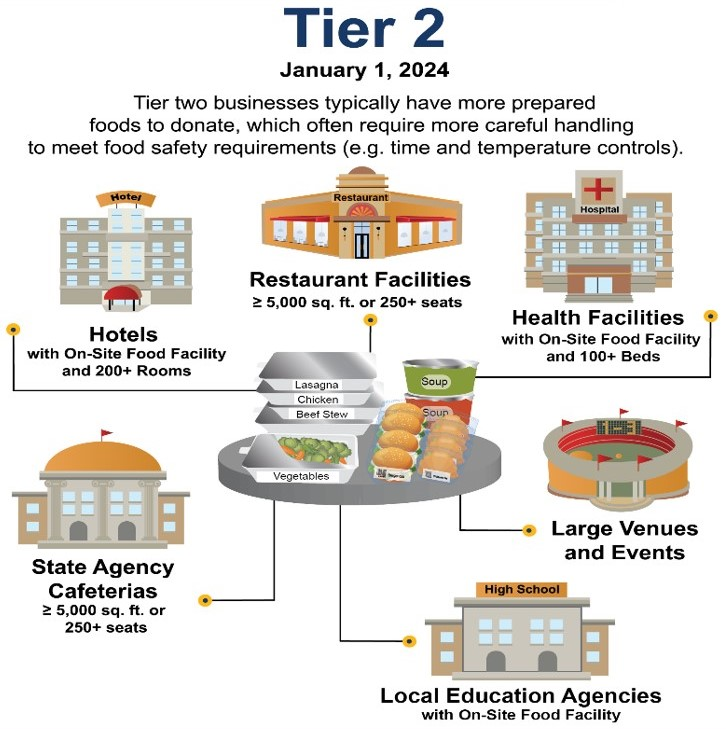 Tier 2
January 1, 2024
Tier two businesses typically have more prepared
foods to donate, which often require more careful handling
to meet food safety requirements (e.g. time and temperature controls).
Hotel
Hotels
with On-Site Food Facility
and 200+ Rooms
Restaurant
Restaurant Facilities
≥ 5,000 sq. ft. or 250+ seats
Hospital
Health Facilities
with On-Site Food Facility
and 100+ Beds
Lasagna
Chicken
Beef Stew
Vegetables
Soup
Soup
State Agency
Cafeterias
≥ 5,000 sq. ft. or
250+ seats
Large Venues
and Events
High School
Local Education Agencies
with On-Site Food Facility